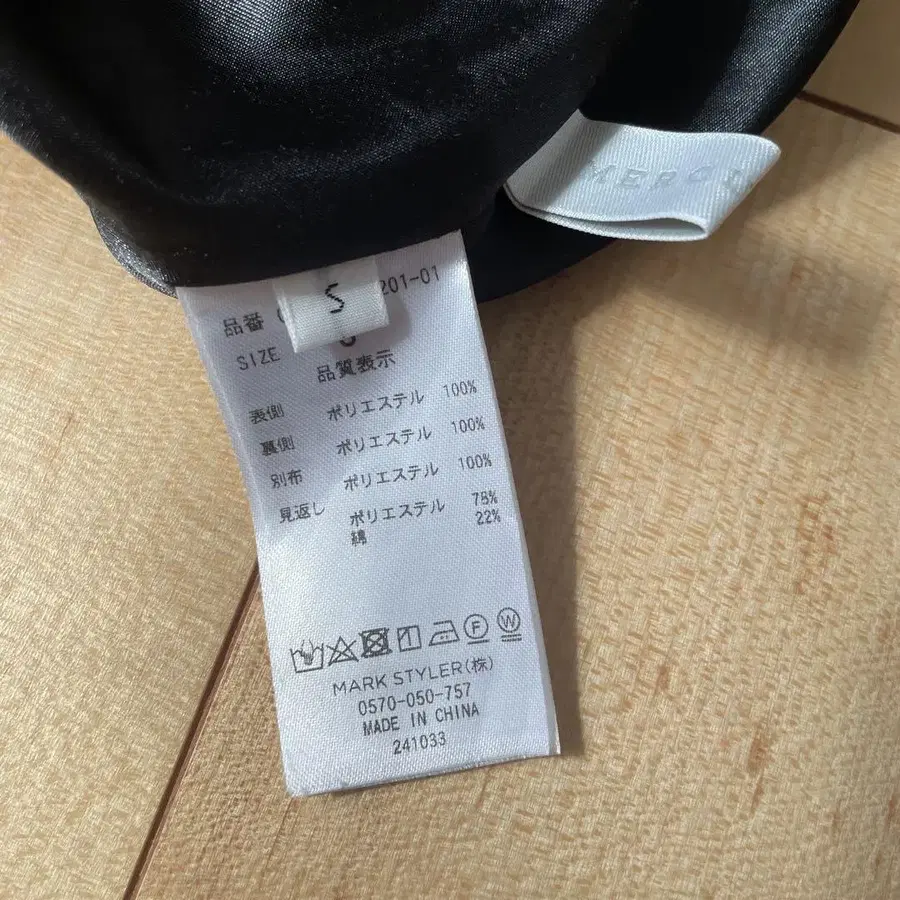 MERC
S
品番 201-01
SIZE
品質表示
表側 ポリエステル 100%
裏側 ポリエステル 100%
別布 ポリエステル 100%
見返し ポリエステル 78%
綿 22%
F W
MARK STYLER(株)
0570-050-757
MADE IN CHINA
241033